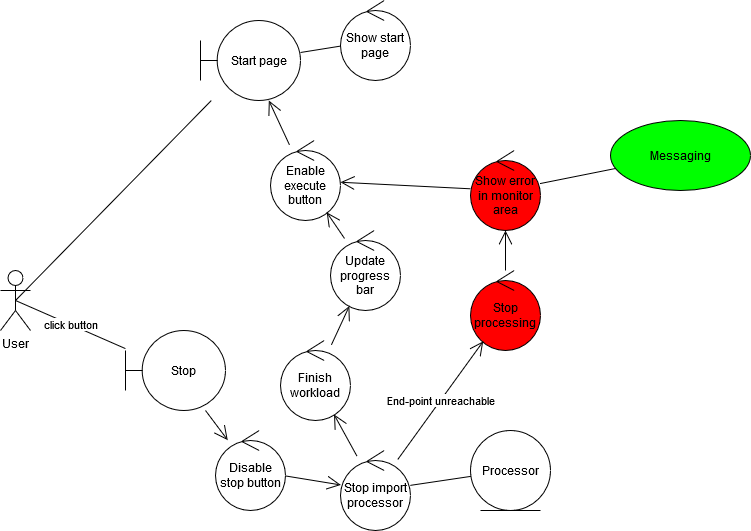 Show start
page
Start page
Messaging
Enable
execute
button
Show error
in monitor
area
Update
progress
bar
Stop
processing
click button
User
Stop
Finish
workload
End-point unreachable
Disable
stop button
Stop import
processor
Processor